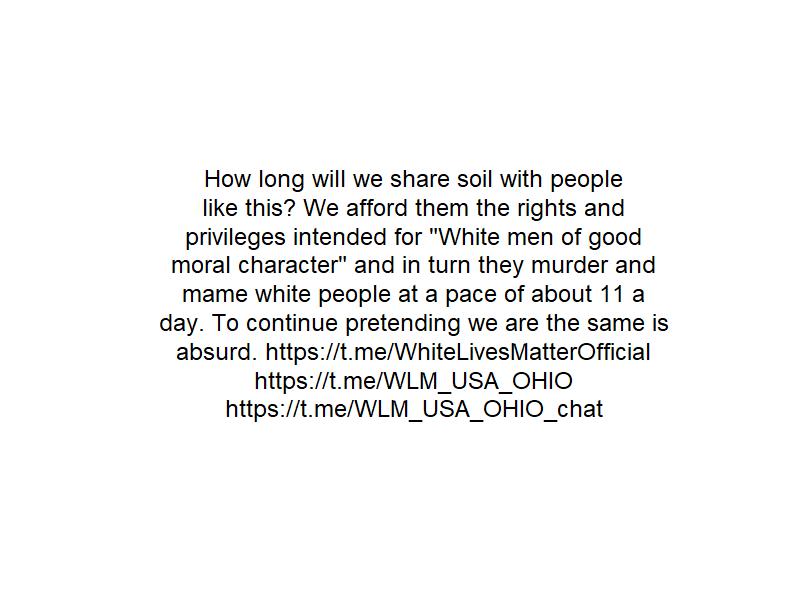 How long will we share soil with people
like this? We afford them the rights and
privileges intended for "White men of good
moral character" and in turn they murder and
mame white people at a pace of about 11 a
day. To continue pretending we are the same is
absurd. https://t.me/WhiteLivesMatterOfficial
https://t.me/WLM_USA_OHIO
https://t.me/WLM_USA_OHIO_chat